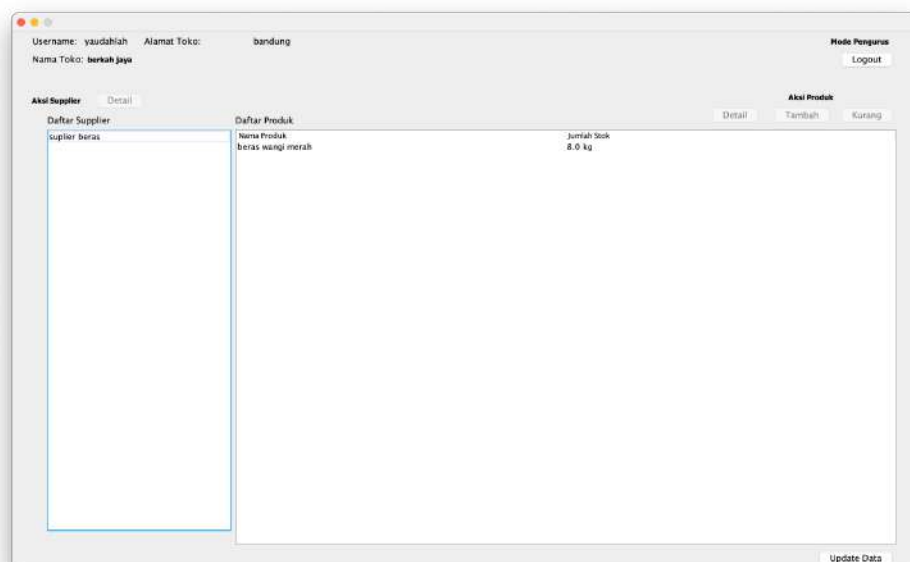 Username: yaudahlah Alamat Toko: bandung Mode Pengurus
Nama Toko: berkah jaya Logout
Aksi Supplier Detail Aksi Produk
Detail Tambah Kurang
Daftar Supplier Daftar Produk
suplier beras Nama Produk Jumlah Stok
beras wangi merah 8.0 kg
Update Data